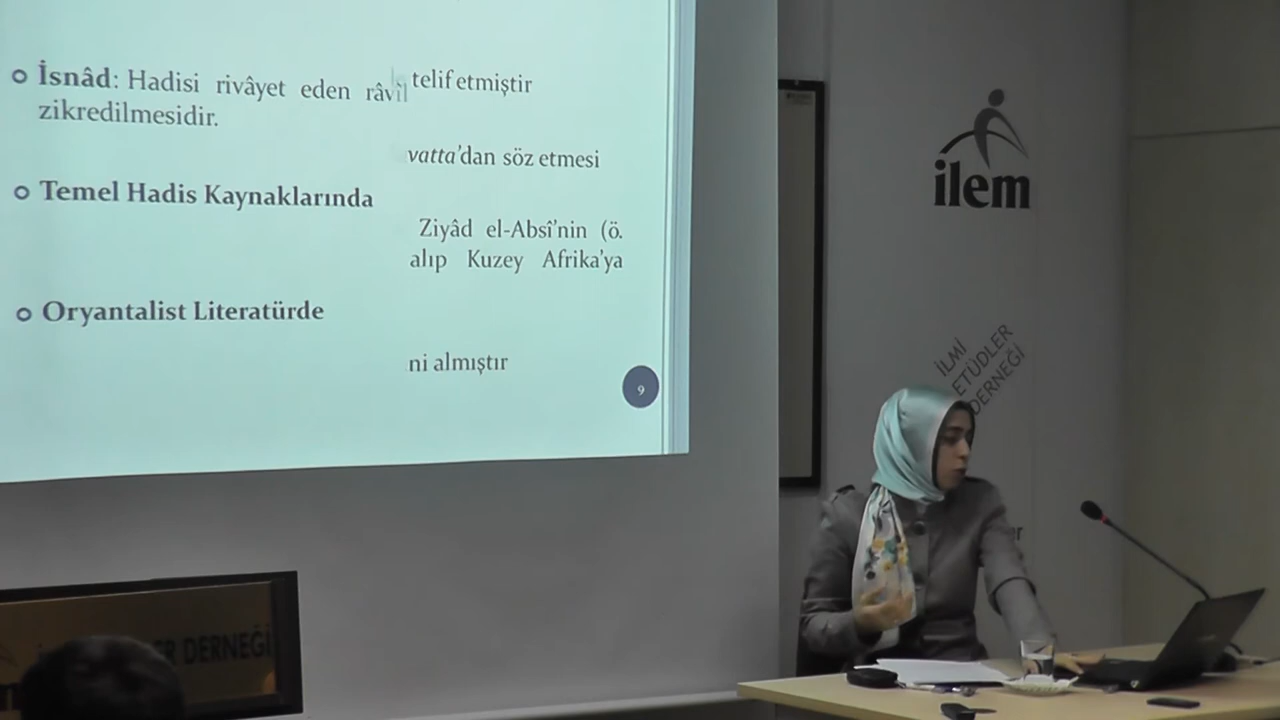 İsnâd: Hadisi rivâyet eden
zikredilmesidir.
telif etmiştir
vatta’dan söz etmesi
Temel Hadis Kaynaklarında
Ziyâd el-Absî’nin (ö.
alıp Kuzey Afrika’ya
Oryantalist Literatürde
ni almıştır
9
ilem
İLMİ
ETÜDLER
DERNEĞİ
DERNEĞİ